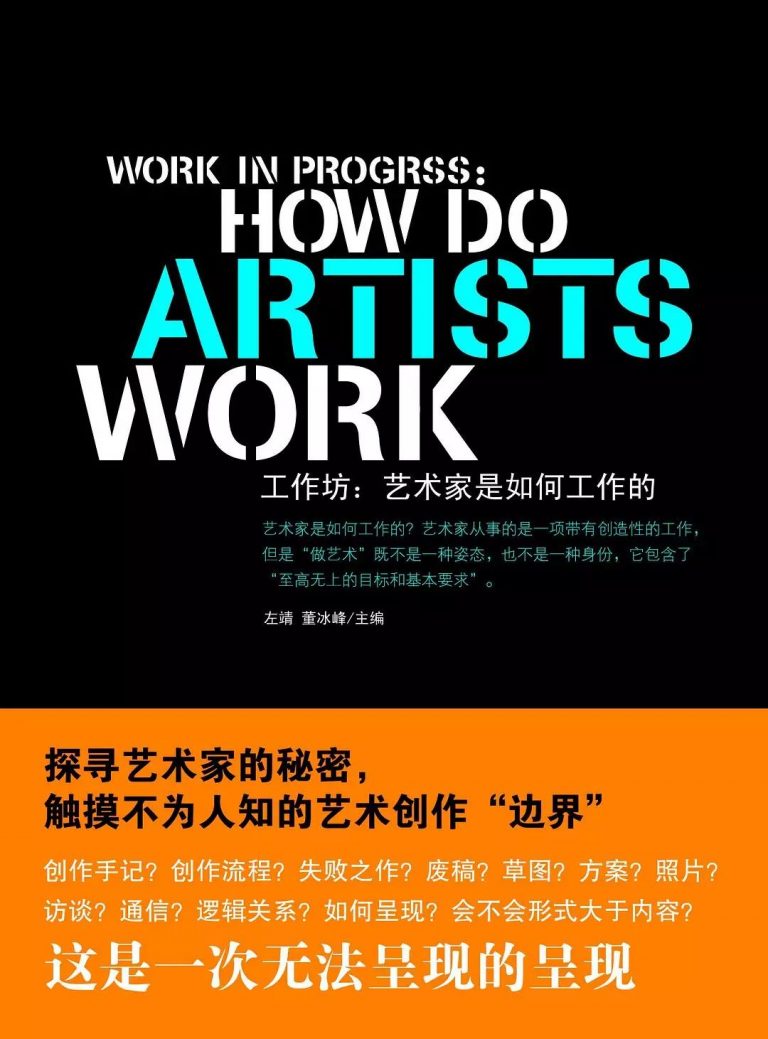 WORK IN PROGRSS:
HOW DO
ARTISTS
WORK
工作坊：艺术家是如何工作的
艺术家是如何工作的？艺术家从事的是一项带有创造性的工作，
但是“做艺术”既不是一种姿态，也不是一种身份，它包含了
“至高无上的目标和基本要求”。
左靖 董冰峰/主编
探寻艺术家的秘密，
触摸不为人知的艺术创作“边界”
创作手记？创作流程？失败之作？废稿？草图？方案？照片？
访谈？通信？逻辑关系？如何呈现？会不会形式大于内容？
这是一次无法呈现的呈现